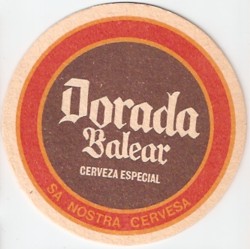 Dorada
Balear
CERVEZA ESPECIAL
SA NOSTRA CERVESA